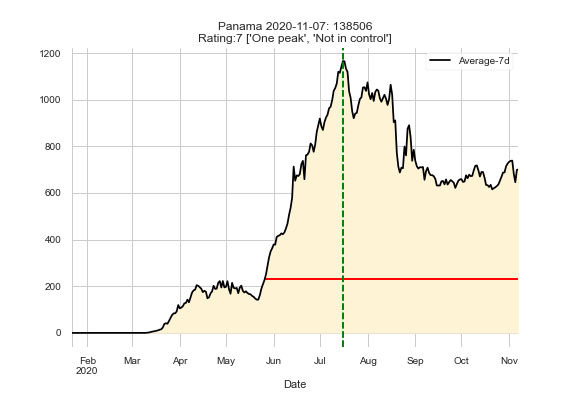 Panama 2020-11-07: 138506
Rating:7 ['One peak', 'Not in control']
Average-7d
1200
1000
800
600
400
200
0
Feb Mar Apr May Jun Jul Aug Sep Oct Nov
2020
Date